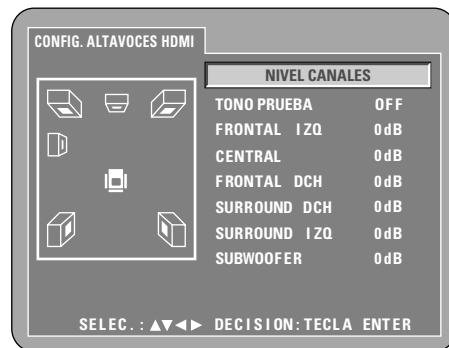 CONFIG. ALTAVOCES HDMI
NIVEL CANALES
TONO PRUEBA OFF
FRONTAL IZQ 0dB
CENTRAL 0dB
FRONTAL DCH 0dB
SURROUND DCH 0dB
SURROUND IZQ 0dB
SUBWOOFER 0dB
SELEC.:▲▼◄► DECISION:TECLA ENTER